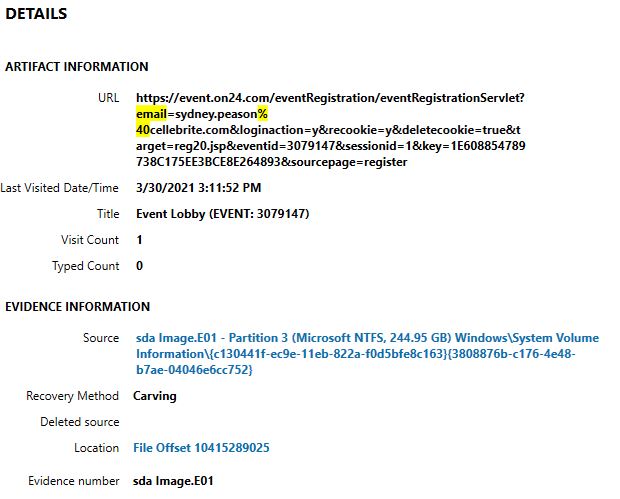 DETAILS
ARTIFACT INFORMATION
URL https://event.on24.com/eventRegistration/eventRegistrationServlet?
email=sydney.peason%
40cellebrite.com&loginaction=y&recookie=y&deletecookie=true&t
arget=reg20.jsp&eventid=3079147&sessionid=1&key=1E608854789
738C175EE3BCE8E264893&sourcepage=register
Last Visited Date/Time 3/30/2021 3:11:52 PM
Title Event Lobby (EVENT: 3079147)
Visit Count 1
Typed Count 0
EVIDENCE INFORMATION
Source sda Image.E01 - Partition 3 (Microsoft NTFS, 244.95 GB) Windows\System Volume
Information\{c130441f-ec9e-11eb-822a-f0d5bfe8c163}{3808876b-c176-4e48-
b7ae-04046e6cc752}
Recovery Method Carving
Deleted source
Location File Offset 10415289025
Evidence number sda Image.E01